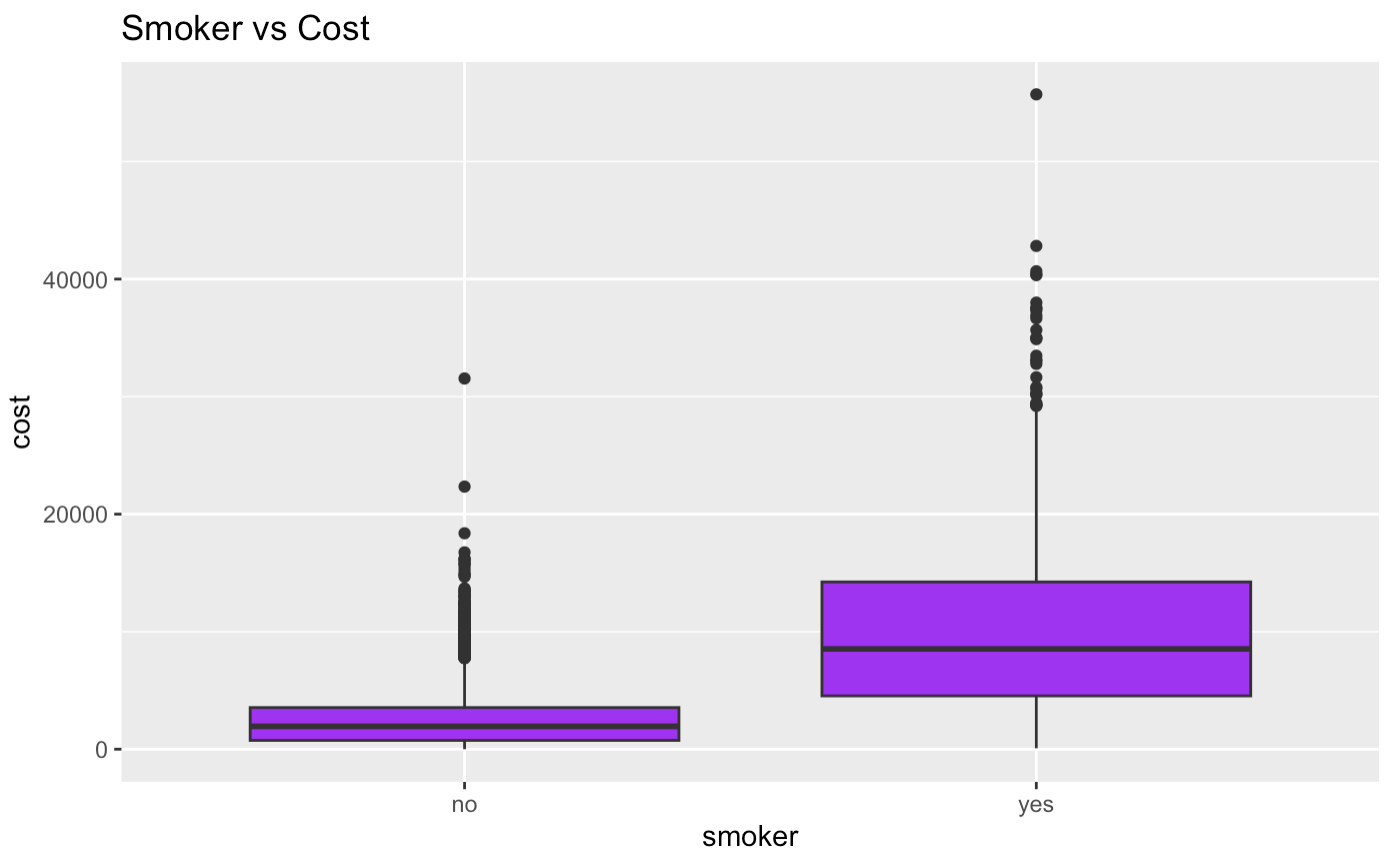 Smoker vs Cost
cost
40000
20000
0
no
yes
smoker